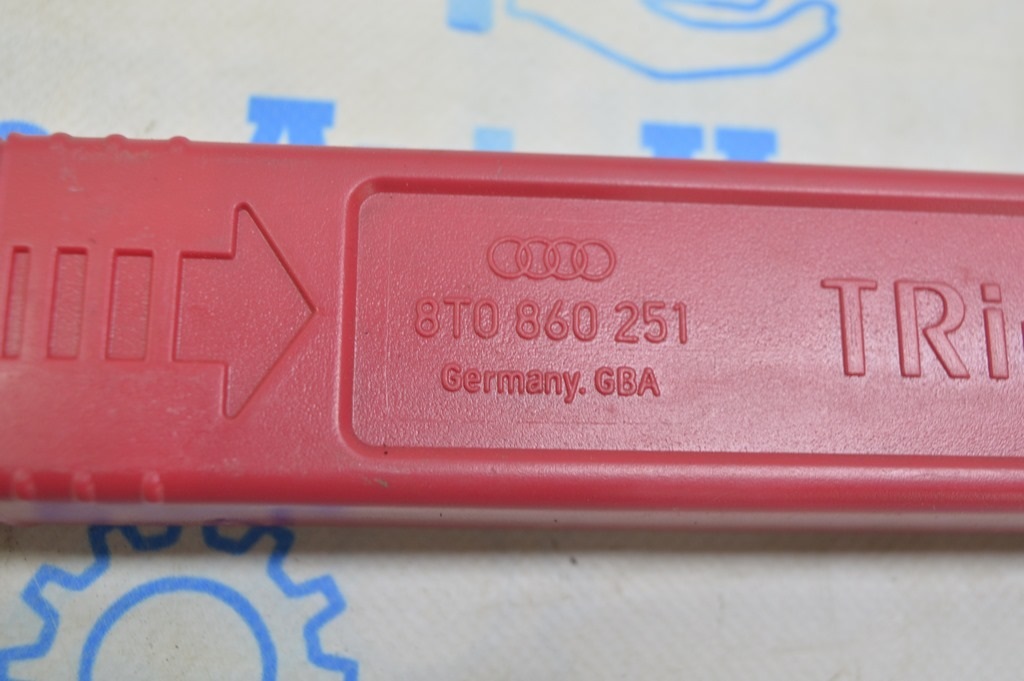 8T0 860 251
Germany. GBA
TRi